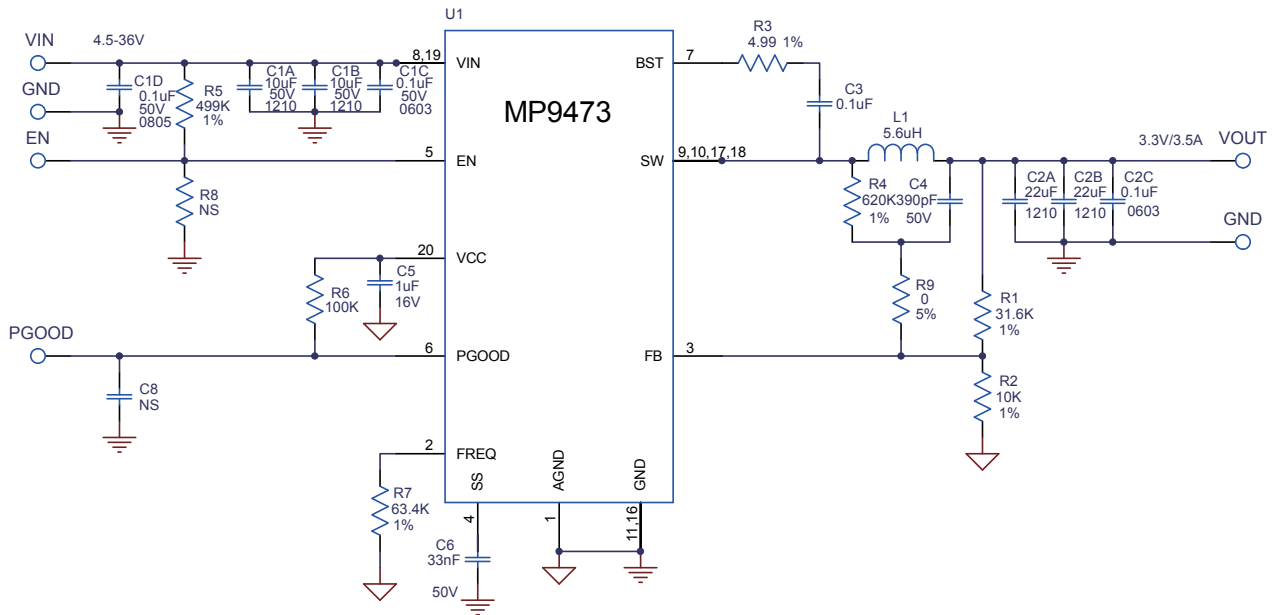 U1
VIN
4.5-36V
8,19
VIN
BST
7
R3
4.99 1%
C1D
0.1uF
50V
0805
R5
499K
1%
C1A
10uF
50V
1210
C1B
10uF
50V
1210
C1C
0.1uF
50V
0603
GND
MP9473
C3
0.1uF
L1
5.6uH
EN
5
EN
SW
9,10,17,18
3.3V/3.5A
VOUT
R8
NS
R4
620K
1%
C4
390pF
50V
C2A
22uF
1210
C2B
22uF
1210
C2C
0.1uF
0603
GND
20
VCC
C5
1uF
16V
R6
100K
R9
0
5%
R1
31.6K
1%
PGOOD
6
PGOOD
FB
3
C8
NS
R2
10K
1%
2
FREQ
R7
63.4K
1%
SS
AGND
GND
4
1
11,16
C6
33nF
50V